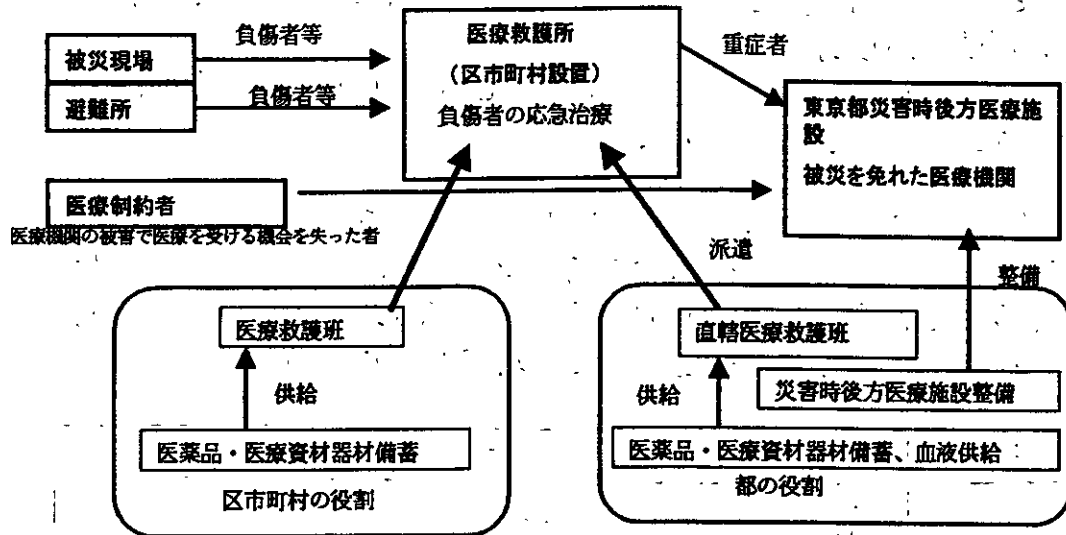 被災現場
避難所
負傷者等
負傷者等
医療救護所
(区市町村設置)
負傷者の応急治療
重症者
東京都災害時後方医療施
設
被災を免れた医療機関
医療制約者
医療機関の被害で医療を受ける機会を失った者
派遣
整備
医療救護班
供給
医薬品・医療資材器材備蓄
区市町村の役割
直轄医療救護班
災害時後方医療施設整備
供給
医薬品・医療資材器材備蓄、血液供給
都の役割